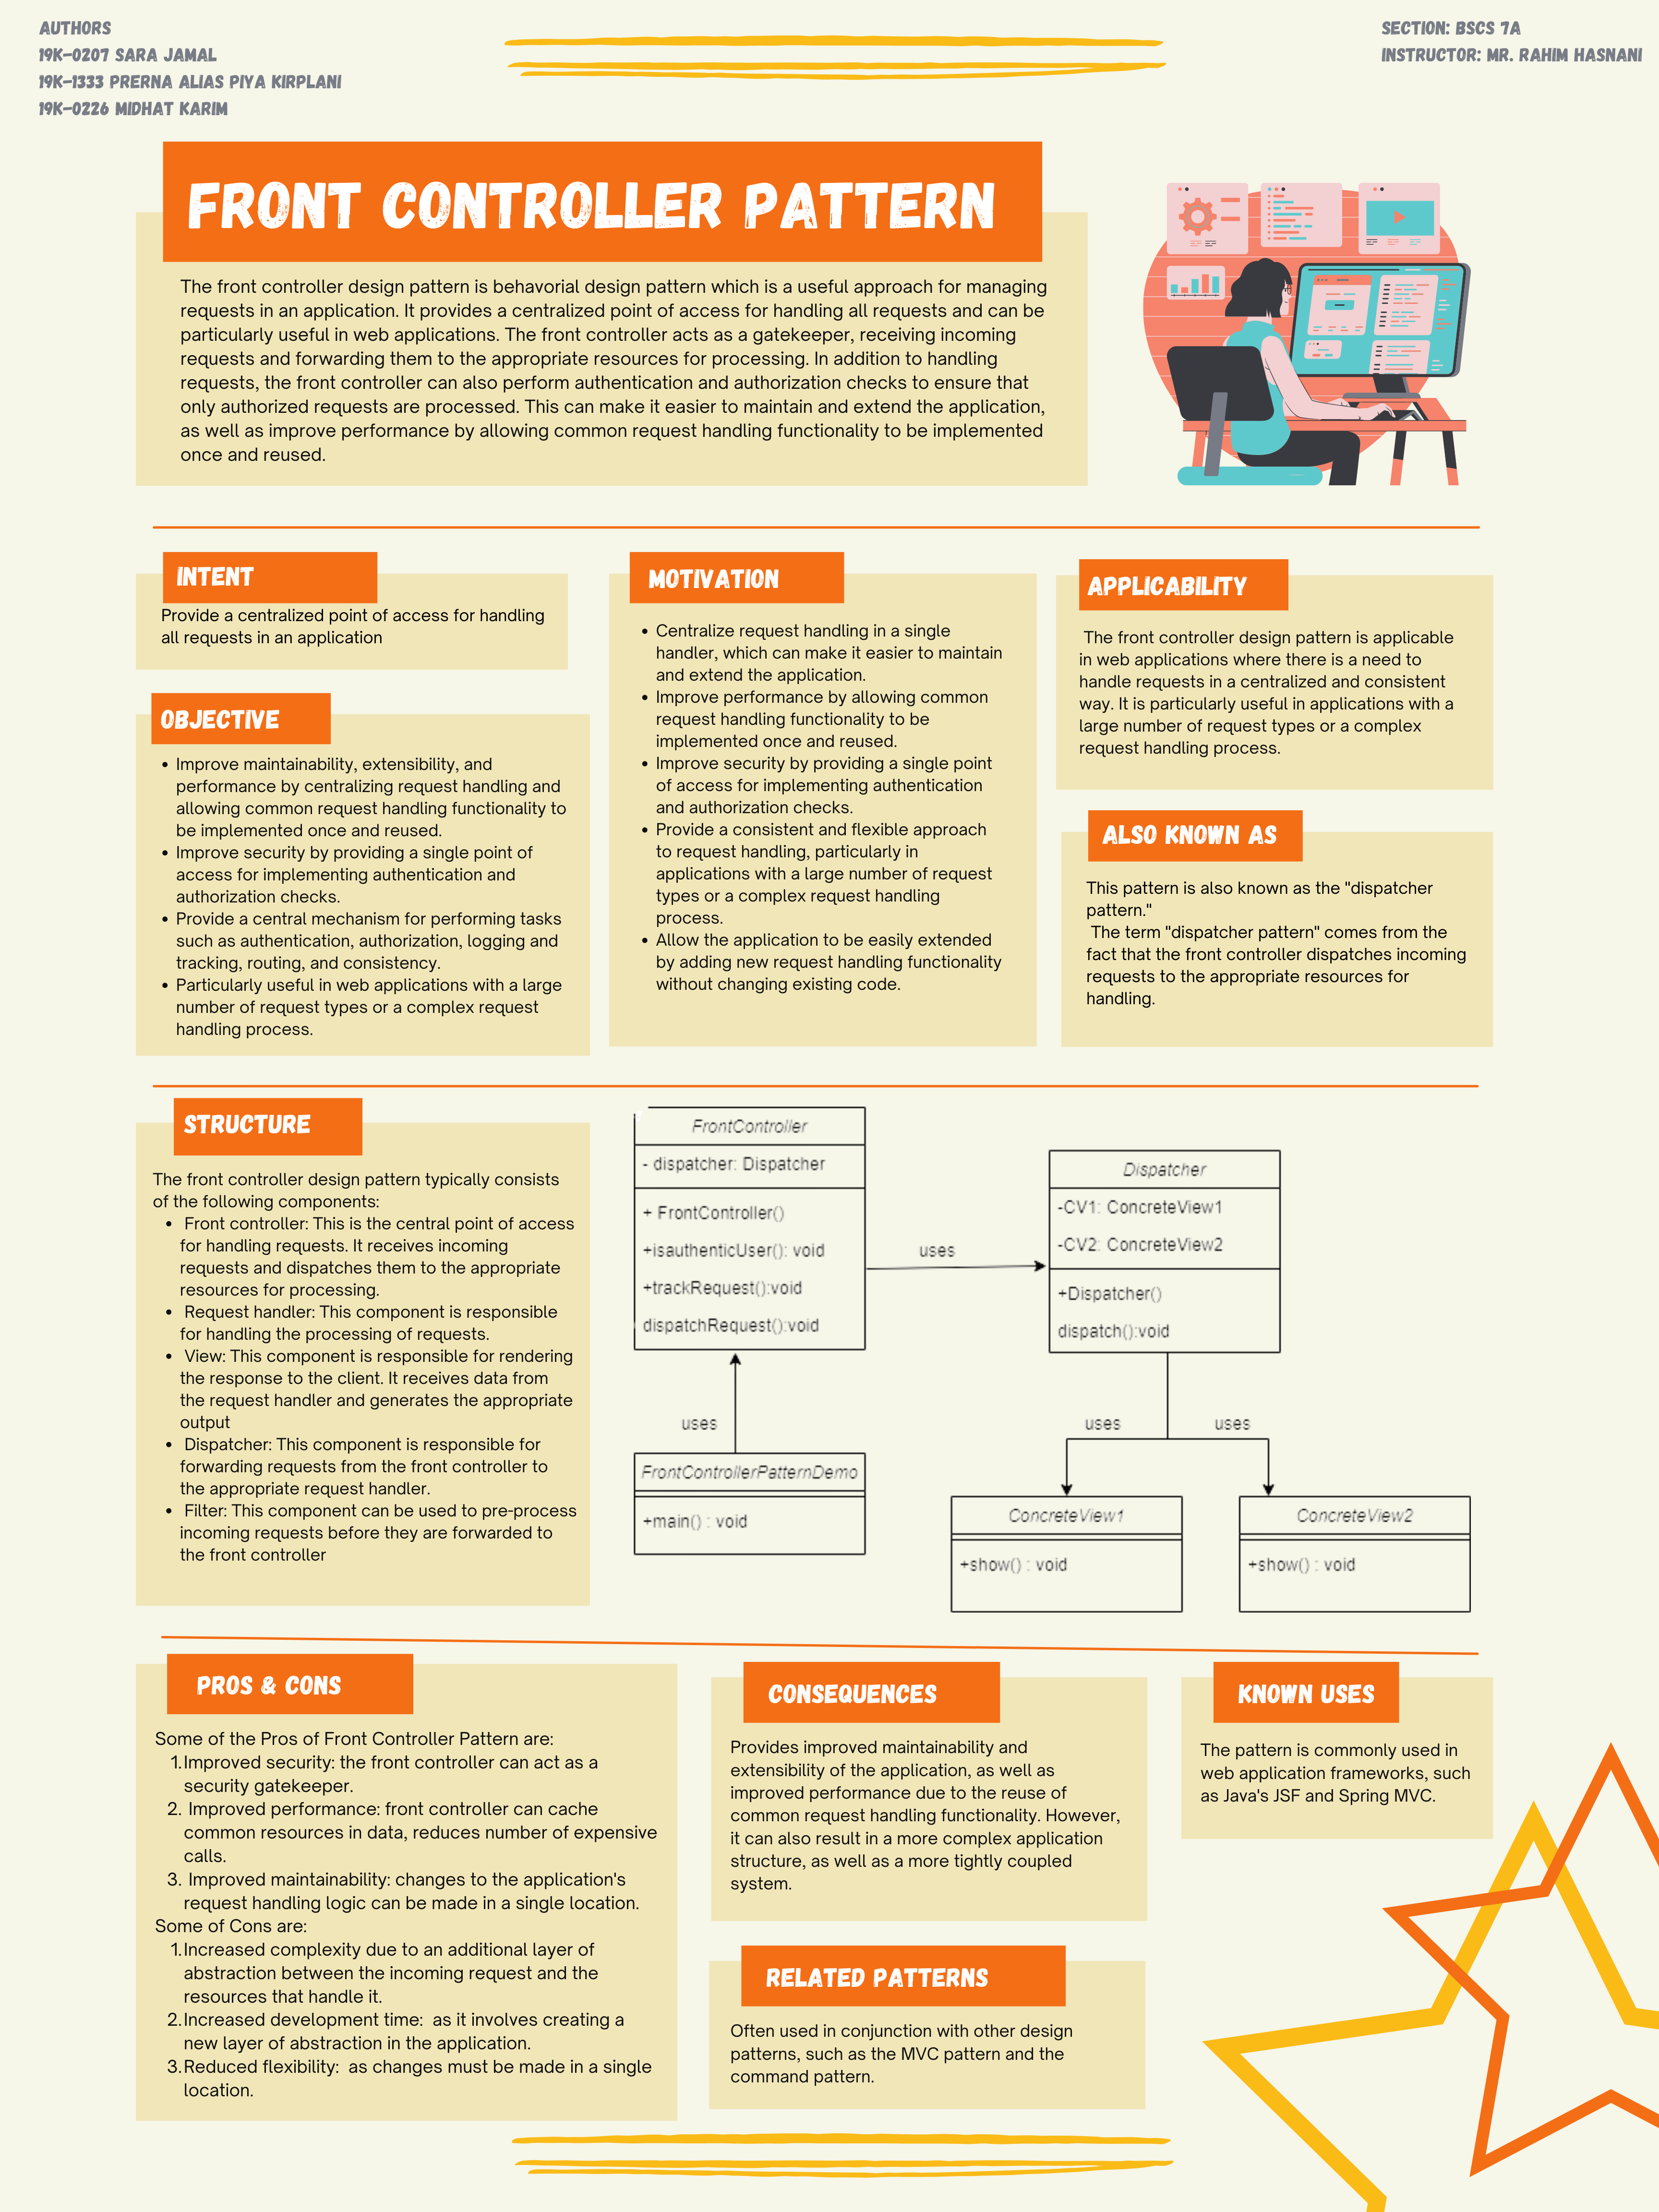 AUTHORS
19K-0207 SARA JAMAL
19K-1333 PRERNA ALIAS PIYA KIRPLANI
19K-0226 MIDHAT KARIM
SECTION: BSCS 7A
INSTRUCTOR: MR. RAHIM HASNANI
FRONT CONTROLLER PATTERN
The front controller design pattern is behavorial design pattern which is a useful approach for managing
requests in an application. It provides a centralized point of access for handling all requests and can be
particularly useful in web applications. The front controller acts as a gatekeeper, receiving incoming
requests and forwarding them to the appropriate resources for processing. In addition to handling
requests, the front controller can also perform authentication and authorization checks to ensure that
only authorized requests are processed. This can make it easier to maintain and extend the application,
as well as improve performance by allowing common request handling functionality to be implemented
once and reused.
INTENT
Provide a centralized point of access for handling
all requests in an application
OBJECTIVE
• Improve maintainability, extensibility, and
performance by centralizing request handling and
allowing common request handling functionality to
be implemented once and reused.
• Improve security by providing a single point of
access for implementing authentication and
authorization checks.
• Provide a central mechanism for performing tasks
such as authentication, authorization, logging and
tracking, routing, and consistency.
• Particularly useful in web applications with a large
number of request types or a complex request
handling process.
MOTIVATION
• Centralize request handling in a single
handler, which can make it easier to maintain
and extend the application.
• Improve performance by allowing common
request handling functionality to be
implemented once and reused.
• Improve security by providing a single point
of access for implementing authentication
and authorization checks.
• Provide a consistent and flexible approach
to request handling, particularly in
applications with a large number of request
types or a complex request handling
process.
• Allow the application to be easily extended
by adding new request handling functionality
without changing existing code.
APPLICABILITY
The front controller design pattern is applicable
in web applications where there is a need to
handle requests in a centralized and consistent
way. It is particularly useful in applications with a
large number of request types or a complex
request handling process.
ALSO KNOWN AS
This pattern is also known as the "dispatcher
pattern."
The term "dispatcher pattern" comes from the
fact that the front controller dispatches incoming
requests to the appropriate resources for
handling.
STRUCTURE
The front controller design pattern typically consists
of the following components:
• Front controller: This is the central point of access
for handling requests. It receives incoming
requests and dispatches them to the appropriate
resources for processing.
• Request handler: This component is responsible
for handling the processing of requests.
• View: This component is responsible for rendering
the response to the client. It receives data from
the request handler and generates the appropriate
output
• Dispatcher: This component is responsible for
forwarding requests from the front controller to
the appropriate request handler.
• Filter: This component can be used to pre-process
incoming requests before they are forwarded to
the front controller
FrontController
- dispatcher: Dispatcher
+ FrontController()
+isauthenticUser(): void
+trackRequest():void
dispatchRequest():void
uses
Dispatcher
-CV1: ConcreteView1
-CV2: ConcreteView2
+Dispatcher()
dispatch():void
uses
uses
uses
FrontControllerPatternDemo
+main() : void
ConcreteView1
+show() : void
ConcreteView2
+show() : void
PROS & CONS
Some of the Pros of Front Controller Pattern are:
1.Improved security: the front controller can act as a
security gatekeeper.
2. Improved performance: front controller can cache
common resources in data, reduces number of expensive
calls.
3. Improved maintainability: changes to the application's
request handling logic can be made in a single location.
Some of Cons are:
1.Increased complexity due to an additional layer of
abstraction between the incoming request and the
resources that handle it.
2.Increased development time:  as it involves creating a
new layer of abstraction in the application.
3.Reduced flexibility:  as changes must be made in a single
location.
CONSEQUENCES
Provides improved maintainability and
extensibility of the application, as well as
improved performance due to the reuse of
common request handling functionality. However,
it can also result in a more complex application
structure, as well as a more tightly coupled
system.
RELATED PATTERNS
Often used in conjunction with other design
patterns, such as the MVC pattern and the
command pattern.
KNOWN USES
The pattern is commonly used in
web application frameworks, such
as Java's JSF and Spring MVC.